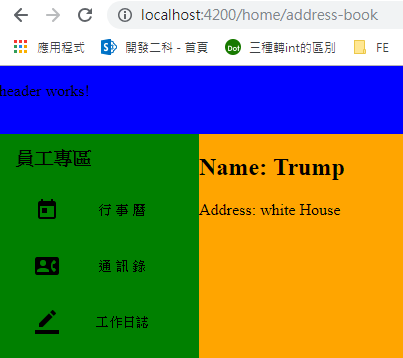 localhost:4200/home/address-book
應用程式 開發二科 - 首頁 Dot 三種轉int的區別 FE
header works!
員工專區
Name: Trump
行事曆
Address: white House
通訊錄
工作日誌